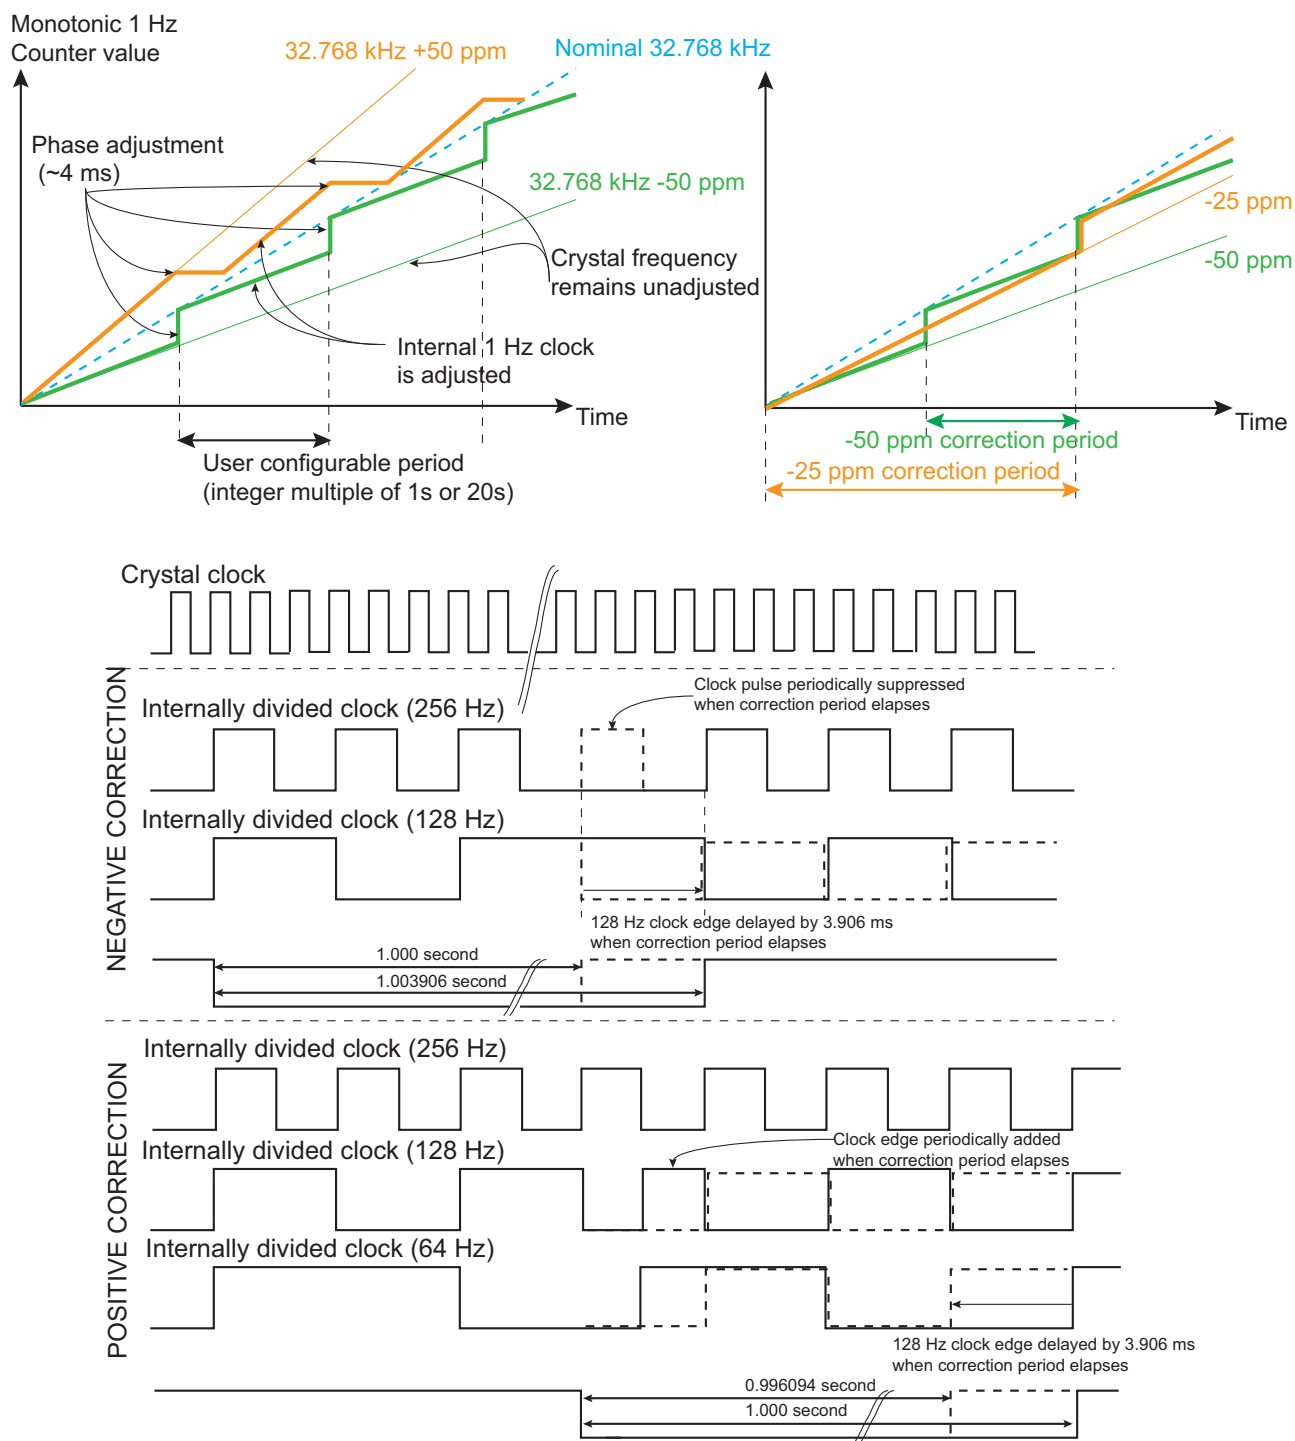 Monotonic 1 Hz
Counter value
32.768 kHz +50 ppm
Nominal 32.768 kHz
Phase adjustment
(~4 ms)
32.768 kHz -50 ppm
Crystal frequency
remains unadjusted
Internal 1 Hz clock
is adjusted
Time
User configurable period
(integer multiple of 1s or 20s)
-25 ppm
-50 ppm
Time
-50 ppm correction period
-25 ppm correction period
Crystal clock
NEGATIVE CORRECTION
Internally divided clock (256 Hz)
Clock pulse periodically suppressed
when correction period elapses
Internally divided clock (128 Hz)
128 Hz clock edge delayed by 3.906 ms
when correction period elapses
1.000 second
1.003906 second
POSITIVE CORRECTION
Internally divided clock (256 Hz)
Internally divided clock (128 Hz)
Clock edge periodically added
when correction period elapses
Internally divided clock (64 Hz)
128 Hz clock edge delayed by 3.906 ms
when correction period elapses
0.996094 second
1.000 second